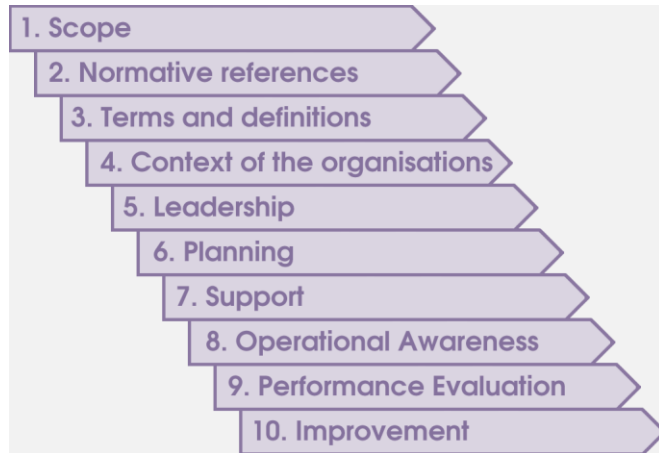 1. Scope
2. Normative references
3. Terms and definitions
4. Context of the organisations
5. Leadership
6. Planning
7. Support
8. Operational Awareness
9. Performance Evaluation
10. Improvement